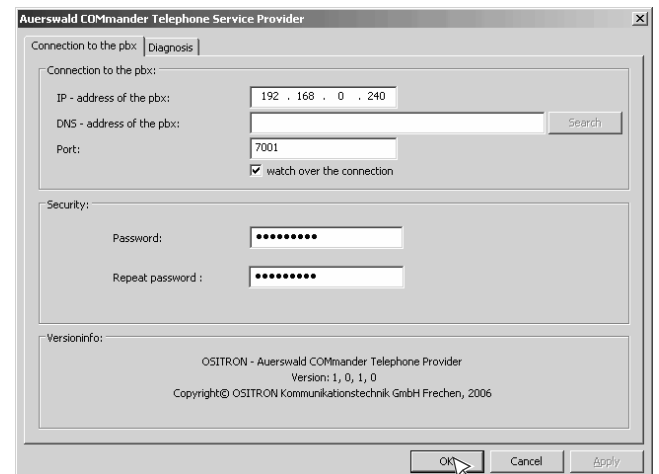 Auerswald COMmander Telephone Service Provider
Connection to the pbx
Diagnosis
Connection to the pbx:
IP - address of the pbx: 192 . 168 . 0 . 240
DNS - address of the pbx: Search
Port: 7001
watch over the connection
Security:
Password: •••••••••
Repeat password : •••••••••
Versioninfo:
OSITRON - Auerswald COMmander Telephone Provider
Version: 1, 0, 1, 0
Copyright© OSITRON Kommunikationstechnik GmbH Frechen, 2006
OK Cancel Apply